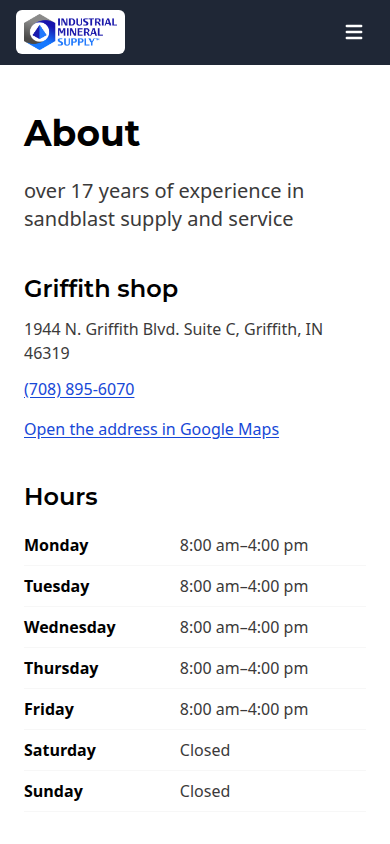 INDUSTRIAL
MINERAL
SUPPLY™
About
over 17 years of experience in
sandblast supply and service
Griffith shop
1944 N. Griffith Blvd. Suite C, Griffith, IN
46319
(708) 895-6070
Open the address in Google Maps
Hours
Monday 8:00 am–4:00 pm
Tuesday 8:00 am–4:00 pm
Wednesday 8:00 am–4:00 pm
Thursday 8:00 am–4:00 pm
Friday 8:00 am–4:00 pm
Saturday Closed
Sunday Closed